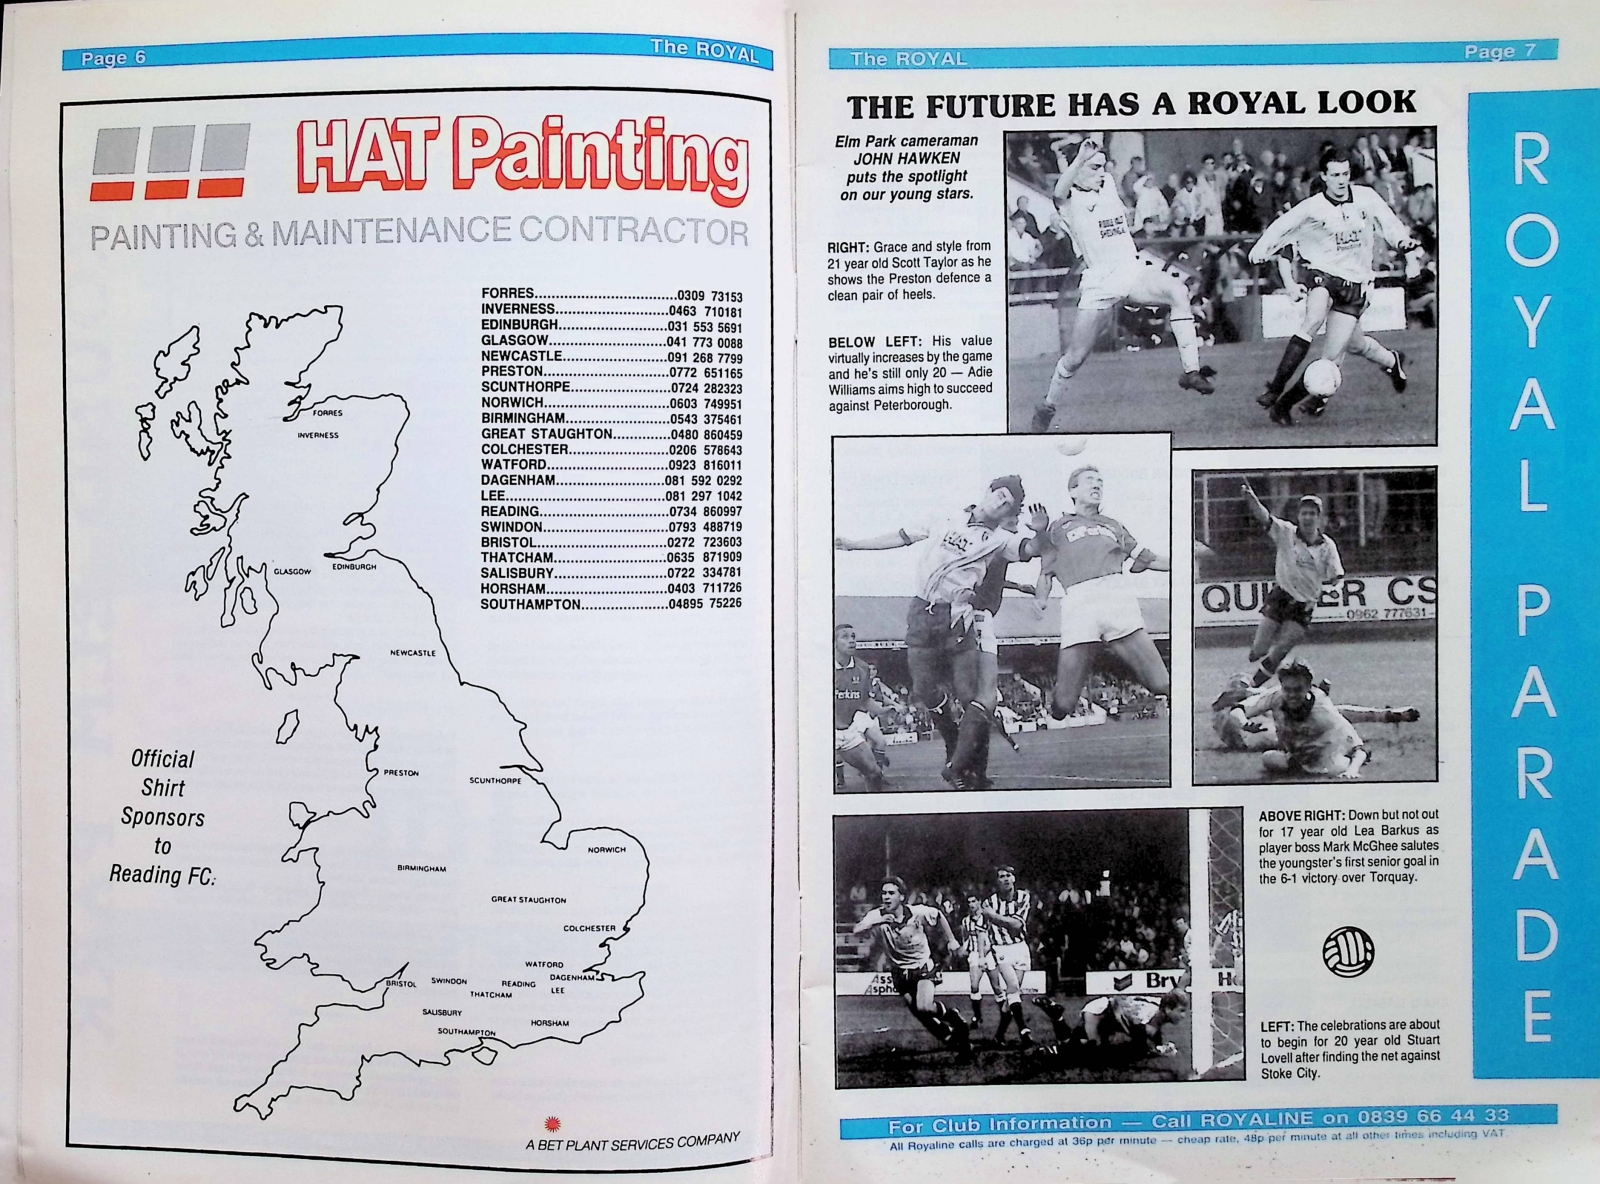 Page 6
The ROYAL
HAT Painting
PAINTING & MAINTENANCE CONTRACTOR
FORRES................................0309 73153
INVERNESS..........................0463 710181
EDINBURGH.........................031 553 5691
GLASGOW............................041 773 0088
NEWCASTLE.........................091 268 7799
PRESTON.............................0772 651165
SCUNTHORPE.......................0724 282323
NORWICH.............................0603 749951
BIRMINGHAM........................0543 375461
GREAT STAUGHTON.............0480 860459
COLCHESTER.......................0206 578643
WATFORD............................0923 816011
DAGENHAM..........................081 592 0292
LEE....................................081 297 1042
READING.............................0734 860997
SWINDON.............................0793 488719
BRISTOL..............................0272 723603
THATCHAM..........................0635 871909
SALISBURY..........................0722 334781
HORSHAM............................0403 711726
SOUTHAMPTON....................04895 75226
FORRES
INVERNESS
GLASGOW
EDINBURGH
NEWCASTLE
PRESTON
SCUNTHORPE
NORWICH
BIRMINGHAM
GREAT STAUGHTON
COLCHESTER
WATFORD
BRISTOL
SWINDON
READING
DAGENHAM
THATCHAM
LEE
SALISBURY
HORSHAM
SOUTHAMPTON
Official
Shirt
Sponsors
to
Reading FC.
A BET PLANT SERVICES COMPANY
The ROYAL
Page 7
THE FUTURE HAS A ROYAL LOOK
Elm Park cameraman
JOHN HAWKEN
puts the spotlight
on our young stars.
RIGHT: Grace and style from
21 year old Scott Taylor as he
shows the Preston defence a
clean pair of heels.
BELOW LEFT: His value
virtually increases by the game
and he's still only 20 — Adie
Williams aims high to succeed
against Peterborough.
HAT
HAT
Perkins
0962 777631
ABOVE RIGHT: Down but not out
for 17 year old Lea Barkus as
player boss Mark McGhee salutes
the youngster's first senior goal in
the 6-1 victory over Torquay.
Bry
LEFT: The celebrations are about
to begin for 20 year old Stuart
Lovell after finding the net against
Stoke City.
ROYAL PARADE
For Club Information — Call ROYALINE on 0839 66 44 33
All Royaline calls are charged at 36p per minute — cheap rate, 48p per minute at all other times including VAT